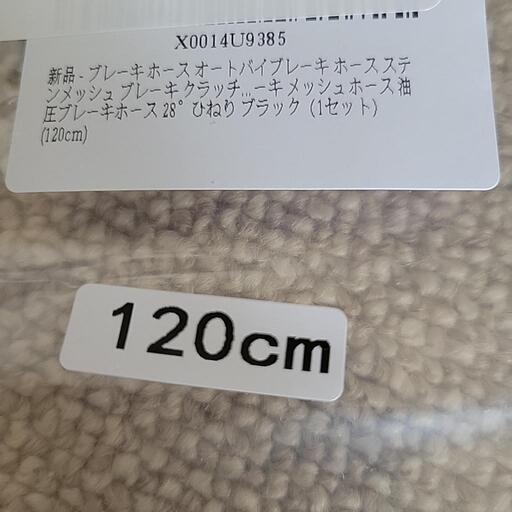 X0014U9385
新品 - ブレーキ ホース オートバイブレーキ ホース ステ
ンメッシュ ブレーキ クラッチ...ーキ メッシュホース 油
圧ブレーキホース 28° ひねり ブラック (1セット)
(120cm)
120cm